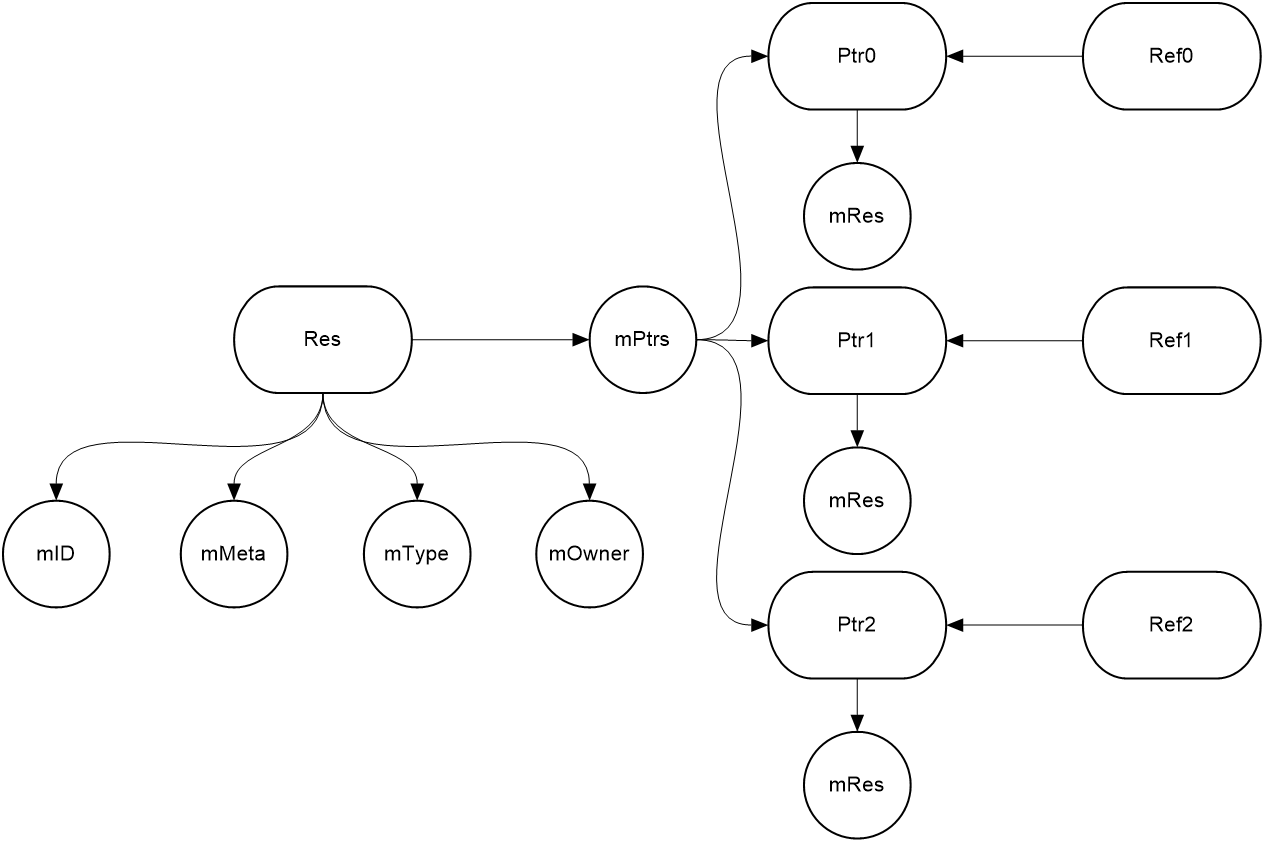 Ptr0
Ref0
mRes
Res
mPtrs
Ptr1
Ref1
mRes
mID
mMeta
mType
mOwner
Ptr2
Ref2
mRes